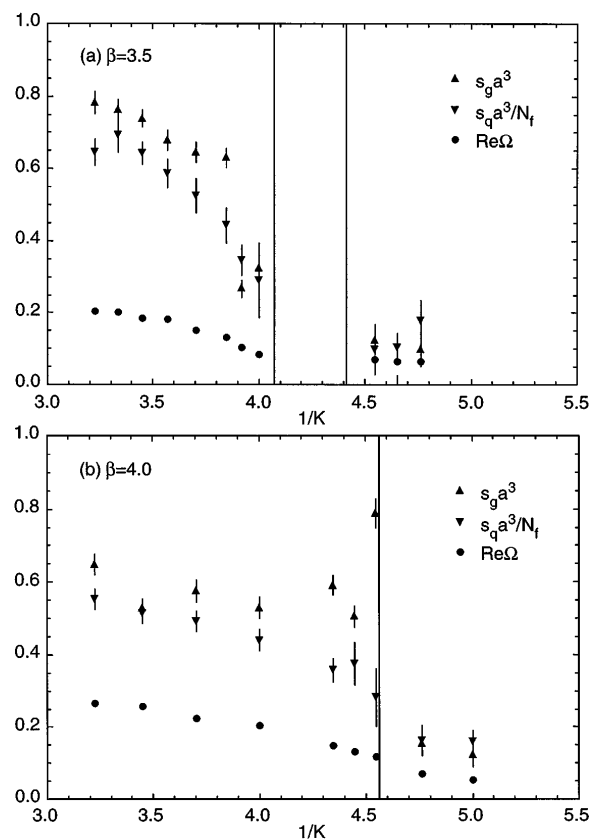 1.0
(a) β=3.5
0.8
▲ s_g a^3
▼ s_q a^3/N_f
● ReΩ
0.6
0.4
0.2
0.0
3.0 3.5 4.0 4.5 5.0 5.5
1/K
1.0
(b) β=4.0
0.8
▲ s_g a^3
▼ s_q a^3/N_f
● ReΩ
0.6
0.4
0.2
0.0
3.0 3.5 4.0 4.5 5.0 5.5
1/K